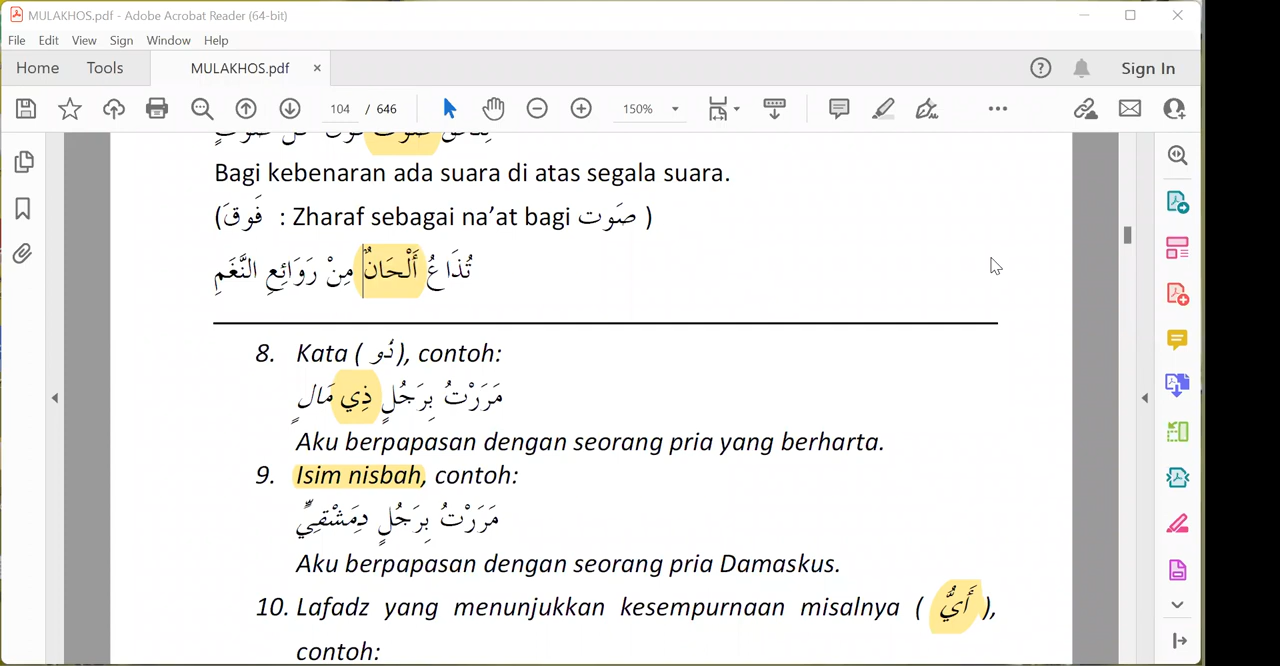 MULAKHOS.pdf - Adobe Acrobat Reader (64-bit)
File Edit View Sign Window Help
Home Tools MULAKHOS.pdf × Sign In
104 / 646 150%
صَوْت فَوْقَ كُلِّ صَوْتٍ
Bagi kebenaran ada suara di atas segala suara.
(فَوقَ : Zharaf sebagai na’at bagi صَوت )
تُذَاعُ أَلْحَانٌ مِنْ رَوَائِعِ النَّغَمِ
8. Kata ( ذُو ), contoh:
مَرَرْتُ بِرَجُلٍ ذِي مَالٍ
Aku berpapasan dengan seorang pria yang berharta.
9. Isim nisbah, contoh:
مَرَرْتُ بِرَجُلٍ دِمَشْقِيٍّ
Aku berpapasan dengan seorang pria Damaskus.
10. Lafadz yang menunjukkan kesempurnaan misalnya ( أَيُّ ),
contoh: